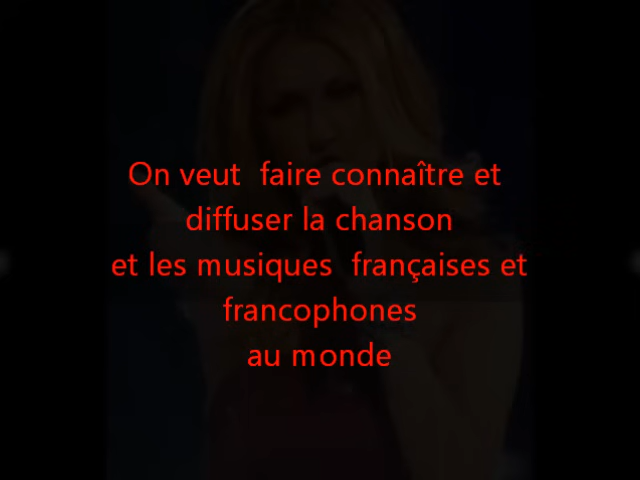 On veut  faire connaître et
diffuser la chanson
et les musiques  françaises et
francophones
au monde